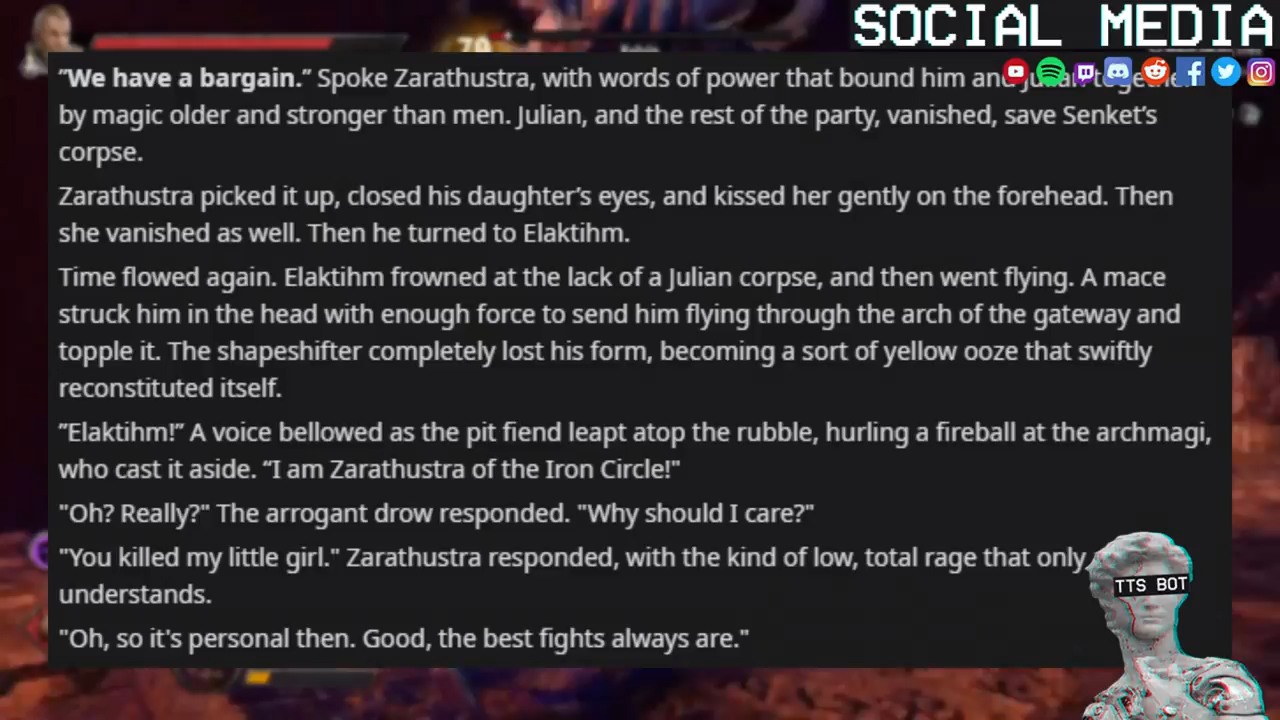 SOCIAL MEDIA
”We have a bargain.” Spoke Zarathustra, with words of power that bound him and Julian together
by magic older and stronger than men. Julian, and the rest of the party, vanished, save Senket’s
corpse.
Zarathustra picked it up, closed his daughter’s eyes, and kissed her gently on the forehead. Then
she vanished as well. Then he turned to Elaktihm.
Time flowed again. Elaktihm frowned at the lack of a Julian corpse, and then went flying. A mace
struck him in the head with enough force to send him flying through the arch of the gateway and
topple it. The shapeshifter completely lost his form, becoming a sort of yellow ooze that swiftly
reconstituted itself.
”Elaktihm!” A voice bellowed as the pit fiend leapt atop the rubble, hurling a fireball at the archmagi,
who cast it aside. “I am Zarathustra of the Iron Circle!"
"Oh? Really?" The arrogant drow responded. "Why should I care?"
"You killed my little girl." Zarathustra responded, with the kind of low, total rage that only
understands.
"Oh, so it's personal then. Good, the best fights always are."
TTS BOT